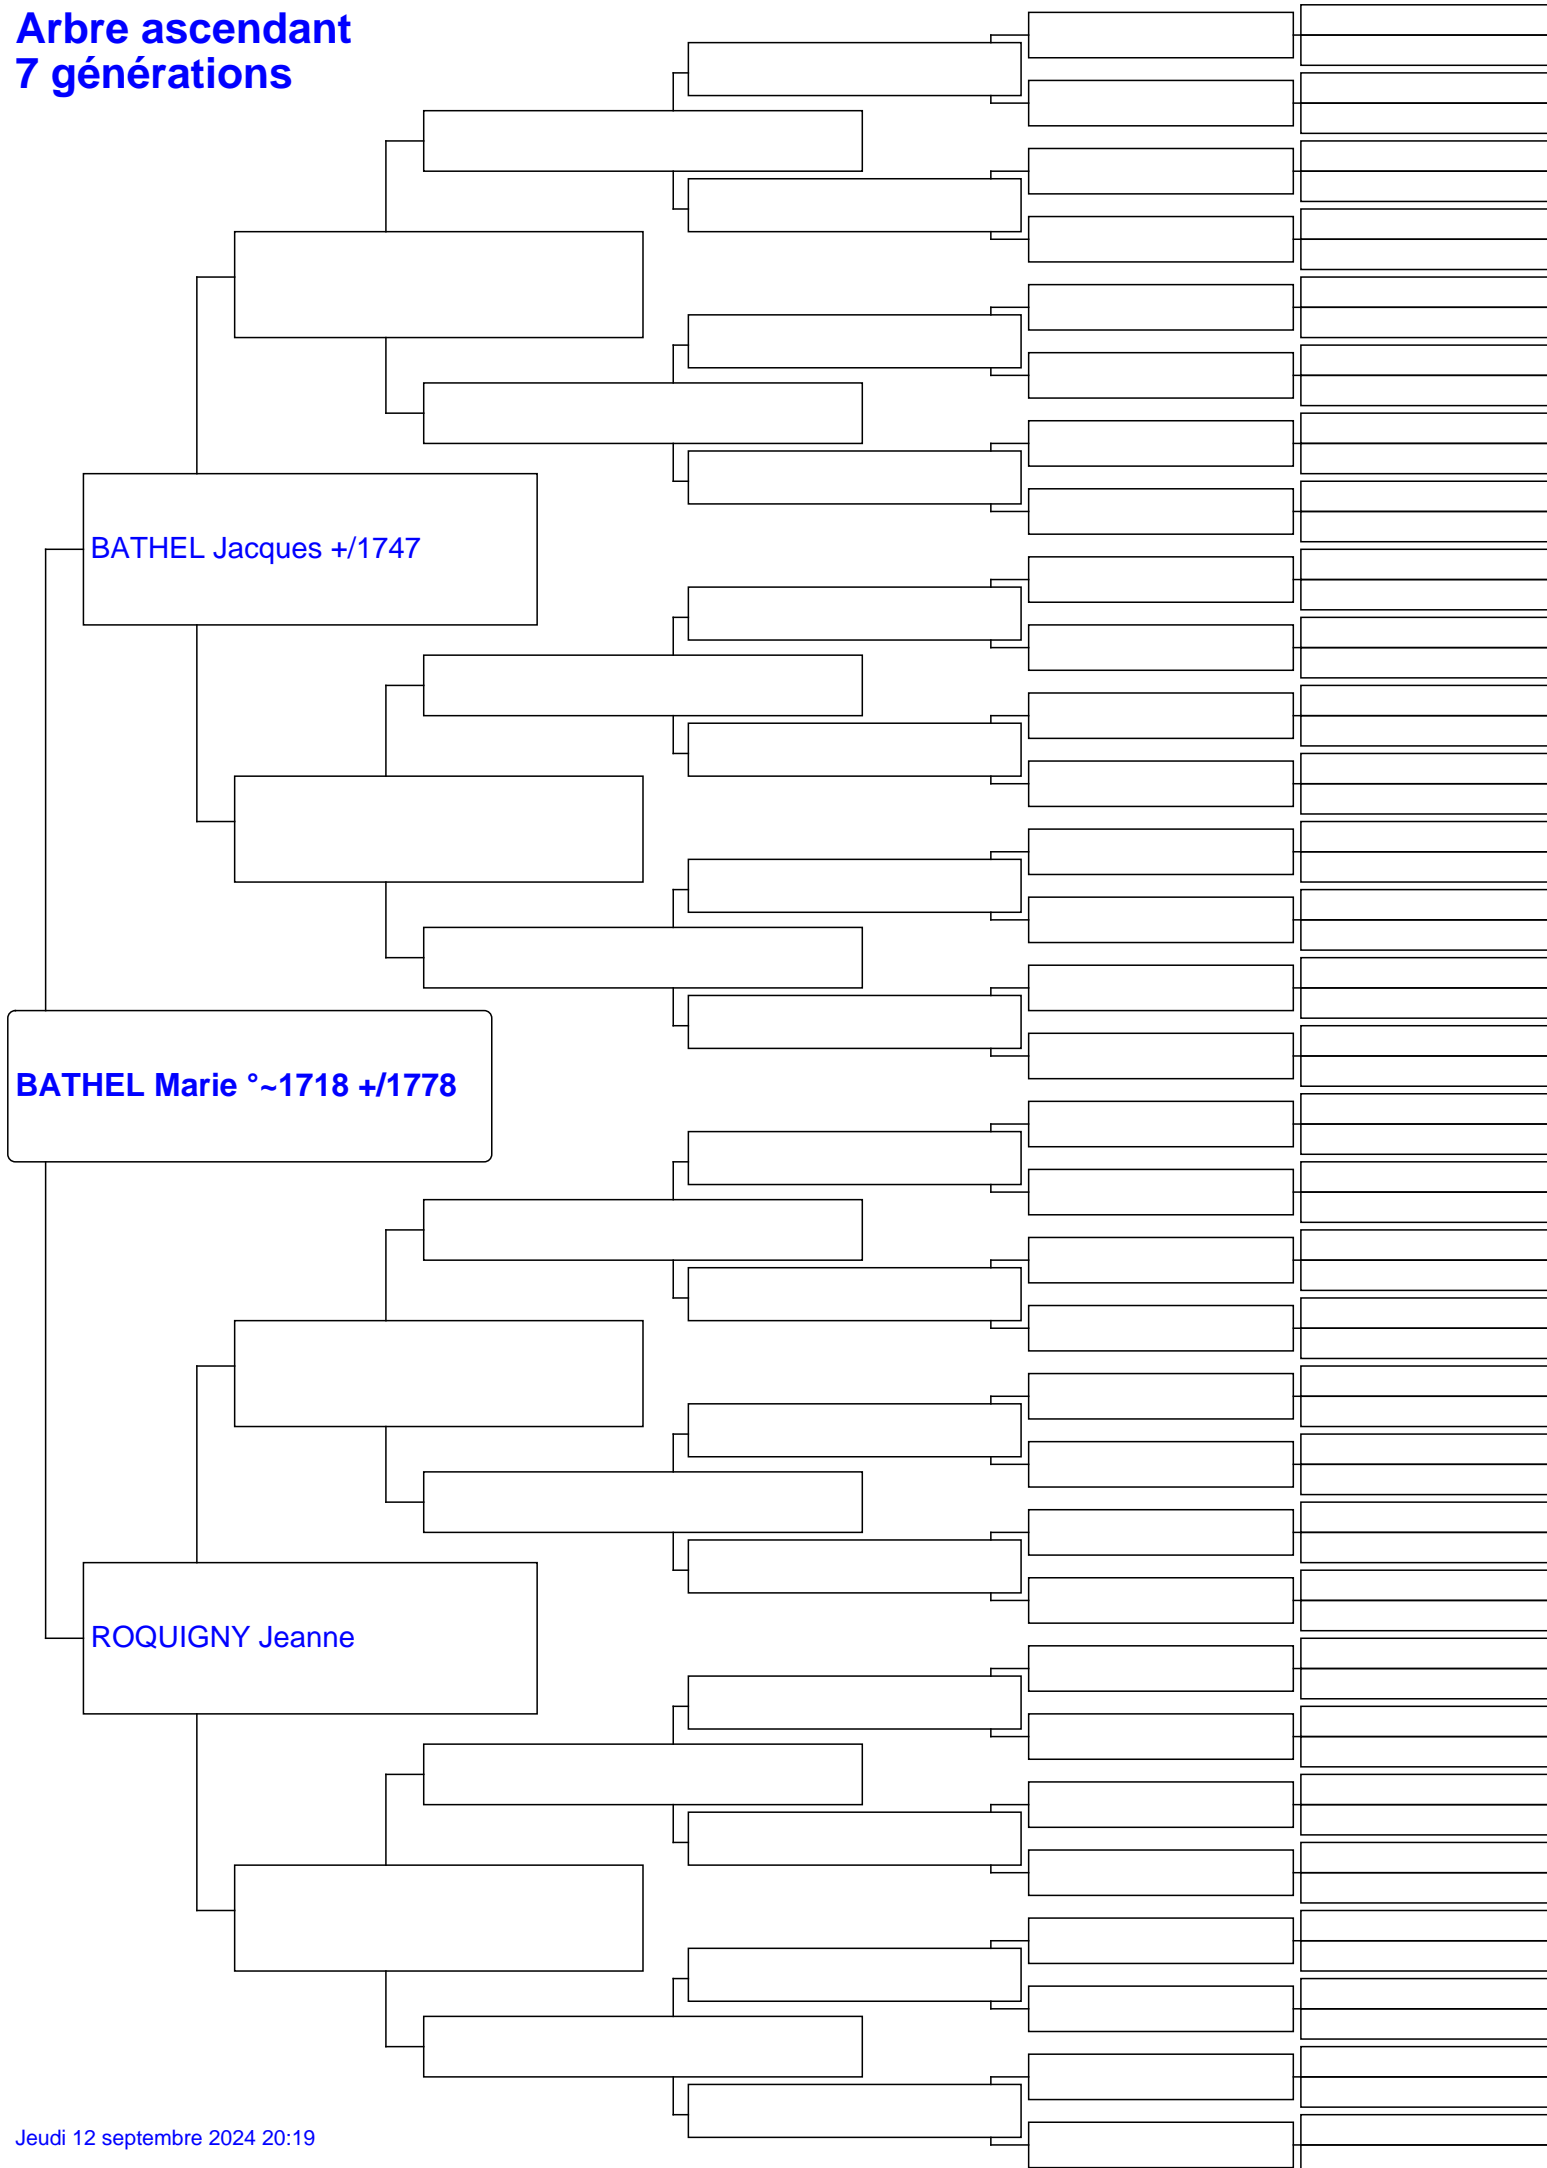 Arbre ascendant
7 générations
BATHEL Jacques +/1747
BATHEL Marie °~1718 +/1778
ROQUIGNY Jeanne
Jeudi 12 septembre 2024 20:19